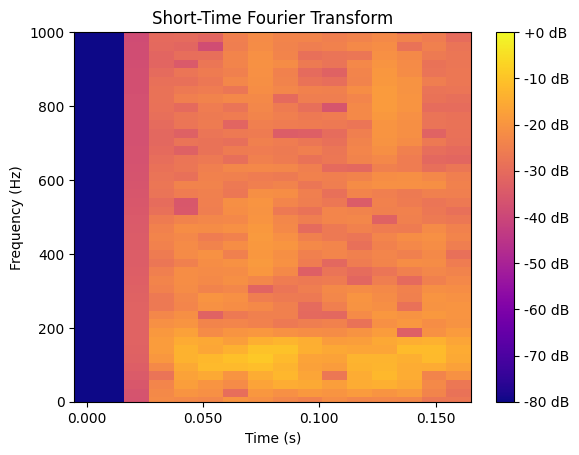 Short-Time Fourier Transform
1000
800
600
400
200
0
Frequency (Hz)
0.000
0.050
0.100
0.150
Time (s)
+0 dB
-10 dB
-20 dB
-30 dB
-40 dB
-50 dB
-60 dB
-70 dB
-80 dB